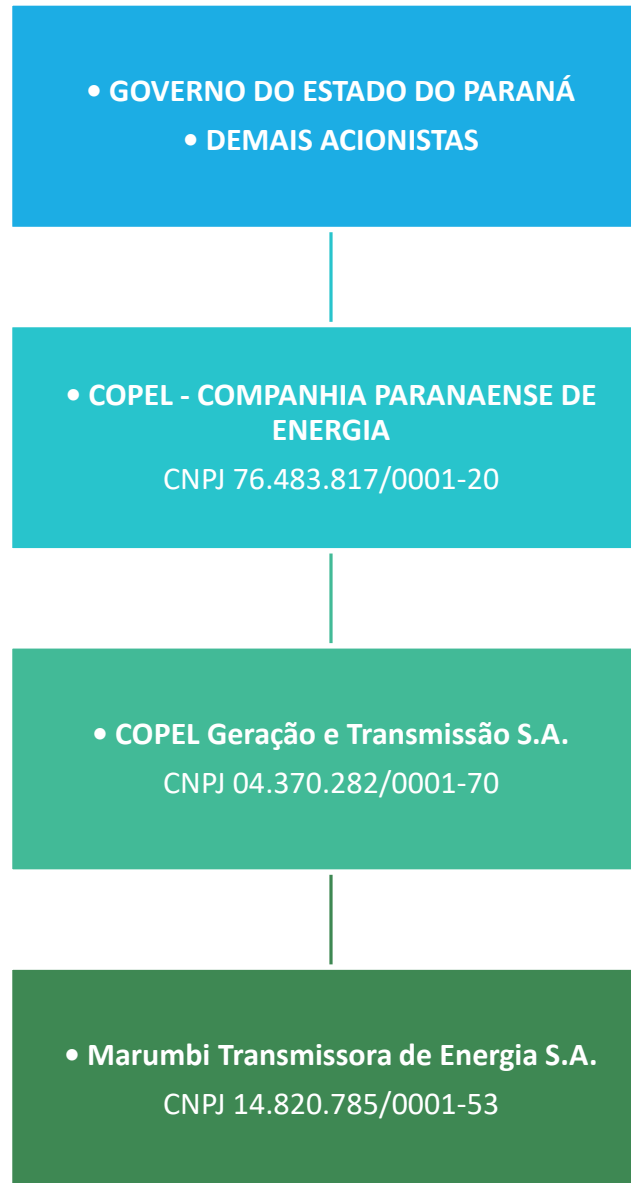 • GOVERNO DO ESTADO DO PARANÁ
• DEMAIS ACIONISTAS
• COPEL - COMPANHIA PARANAENSE DE
ENERGIA
CNPJ 76.483.817/0001-20
• COPEL Geração e Transmissão S.A.
CNPJ 04.370.282/0001-70
• Marumbi Transmissora de Energia S.A.
CNPJ 14.820.785/0001-53